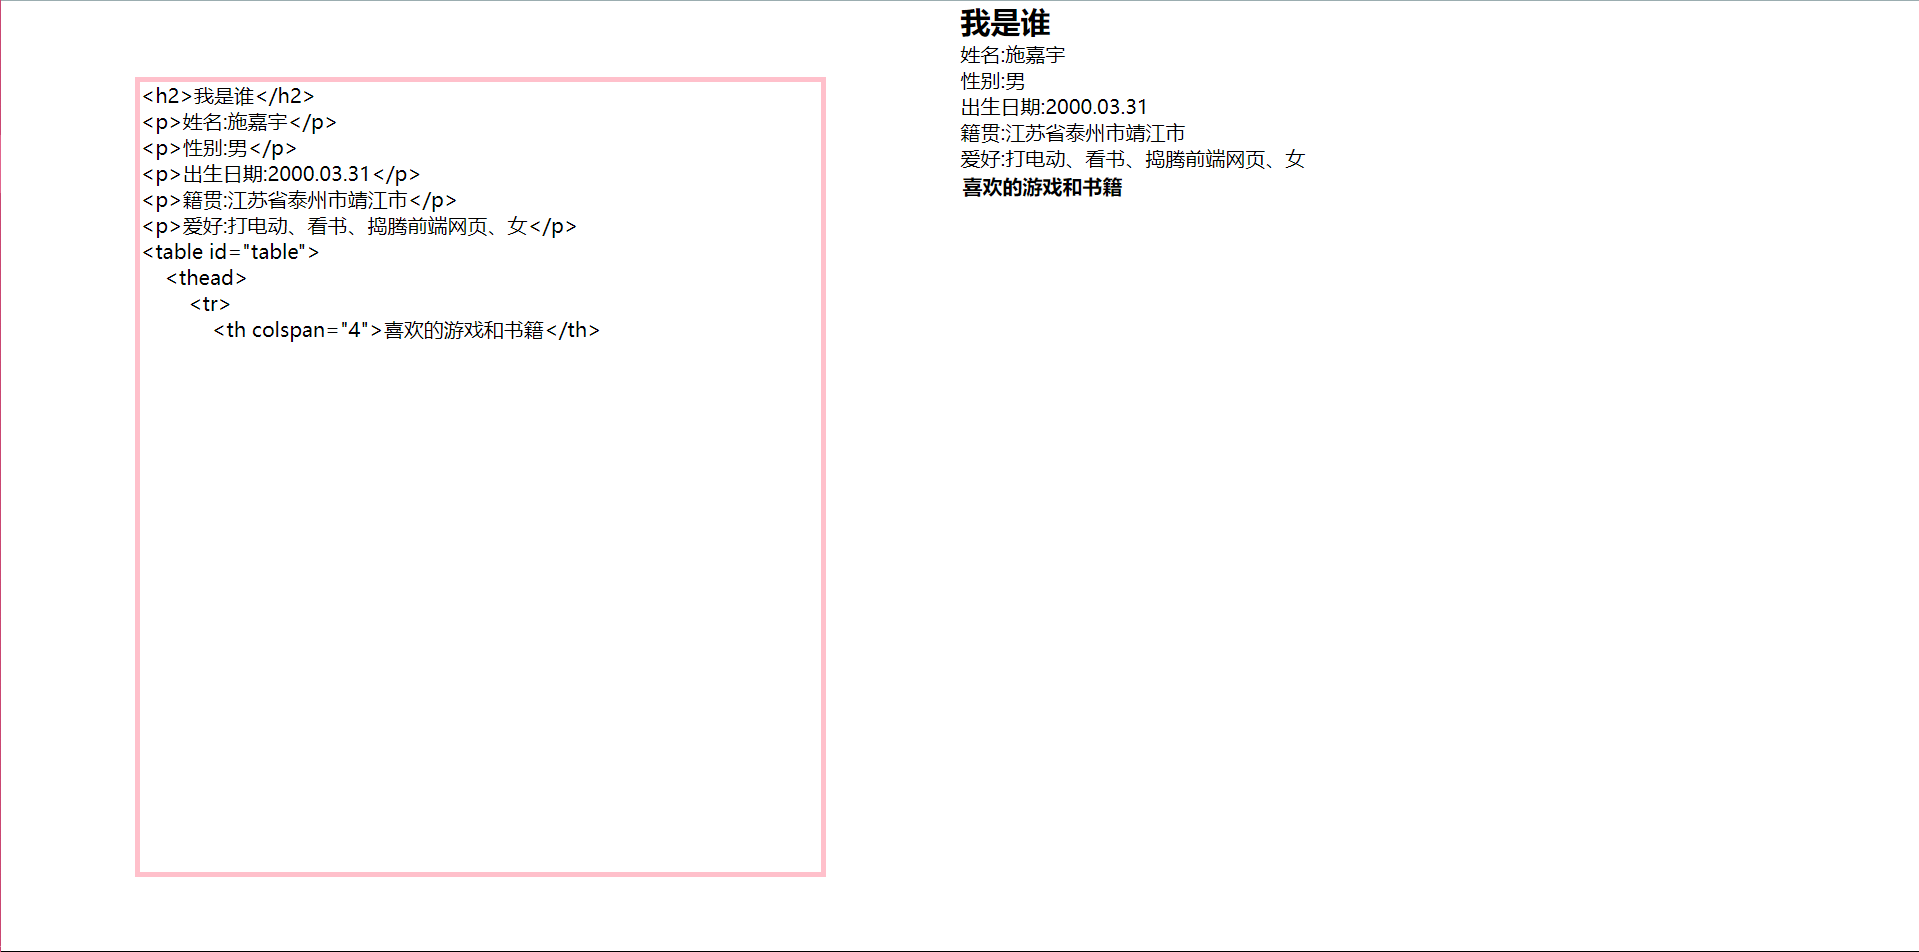 <h2>我是谁</h2>
<p>姓名:施嘉宇</p>
<p>性别:男</p>
<p>出生日期:2000.03.31</p>
<p>籍贯:江苏省泰州市靖江市</p>
<p>爱好:打电动、看书、捣腾前端网页、女</p>
<table id="table">
    <thead>
        <tr>
            <th colspan="4">喜欢的游戏和书籍</th>
我是谁
姓名:施嘉宇
性别:男
出生日期:2000.03.31
籍贯:江苏省泰州市靖江市
爱好:打电动、看书、捣腾前端网页、女
喜欢的游戏和书籍